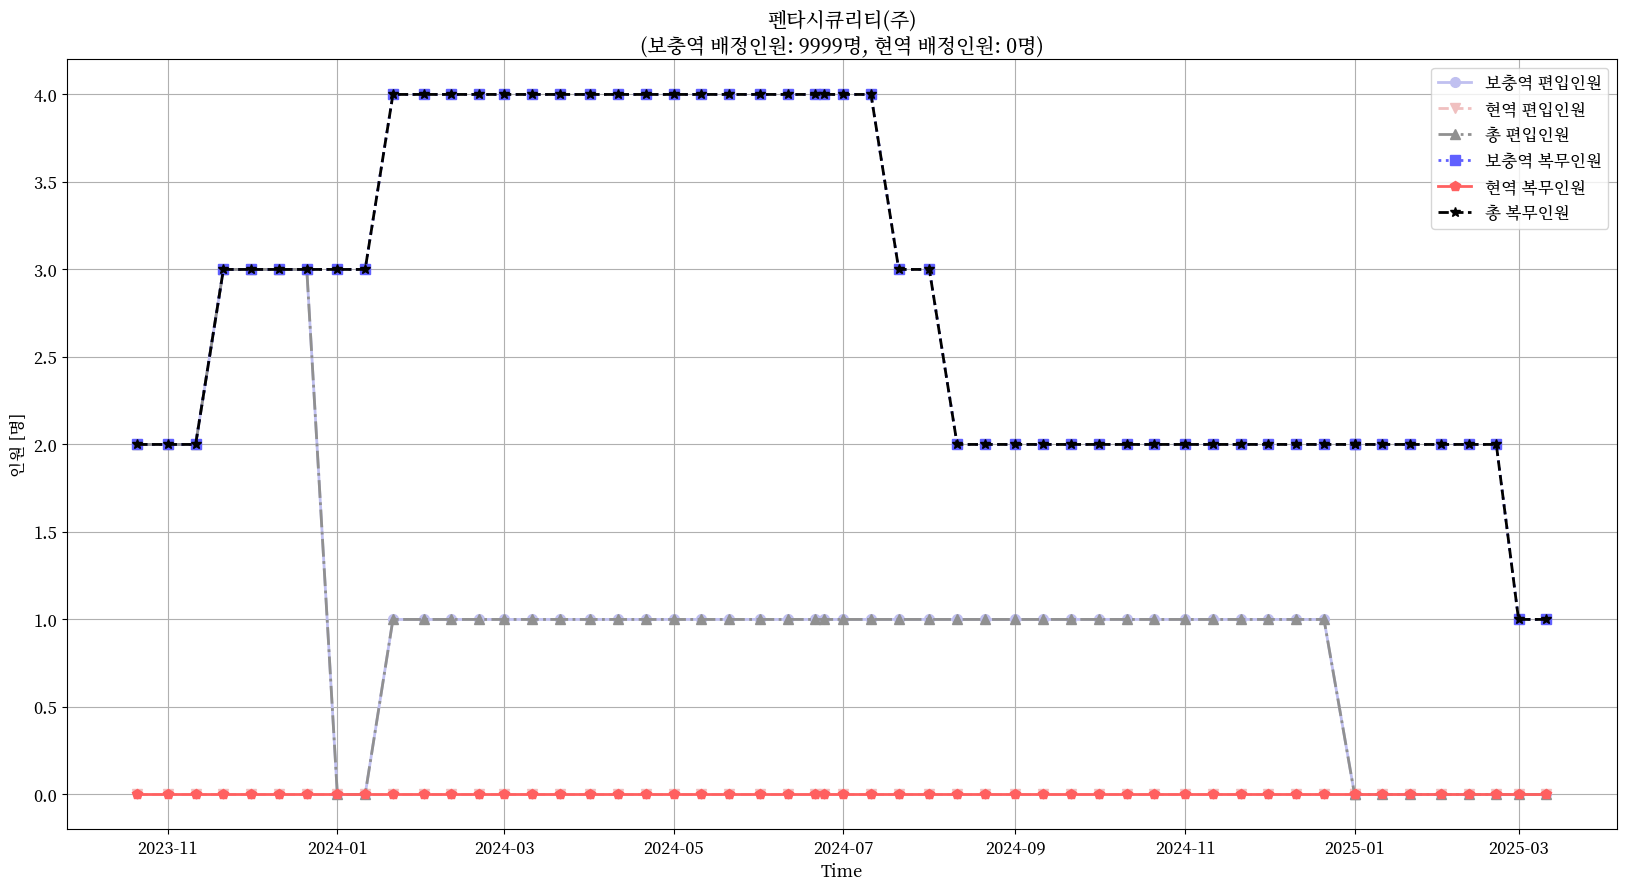 펜타시큐리티(주)
(보충역 배정인원: 9999명, 현역 배정인원: 0명)
보충역 편입인원
현역 편입인원
총 편입인원
보충역 복무인원
현역 복무인원
총 복무인원
인원 [명]
4.0
3.5
3.0
2.5
2.0
1.5
1.0
0.5
0.0
2023-11
2024-01
2024-03
2024-05
2024-07
2024-09
2024-11
2025-01
2025-03
Time